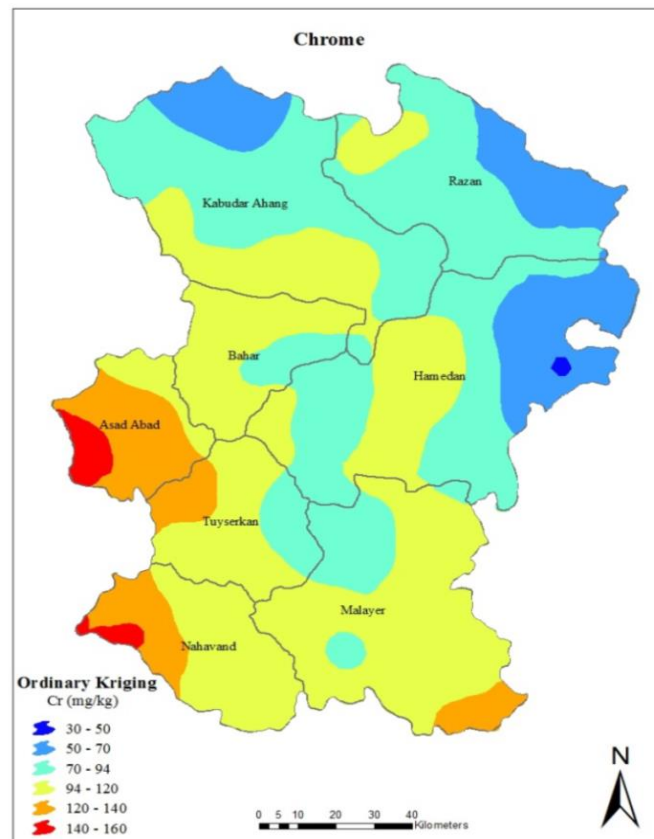 Chrome
Razan
Kabudar Ahang
Bahar
Hamedan
Asad Abad
Tuyserkan
Malayer
Nahavand
Ordinary Kriging
Cr (mg/kg)
30 - 50
50 - 70
70 - 94
94 - 120
120 - 140
140 - 160
N
0 5 10 20 30 40
Kilometers